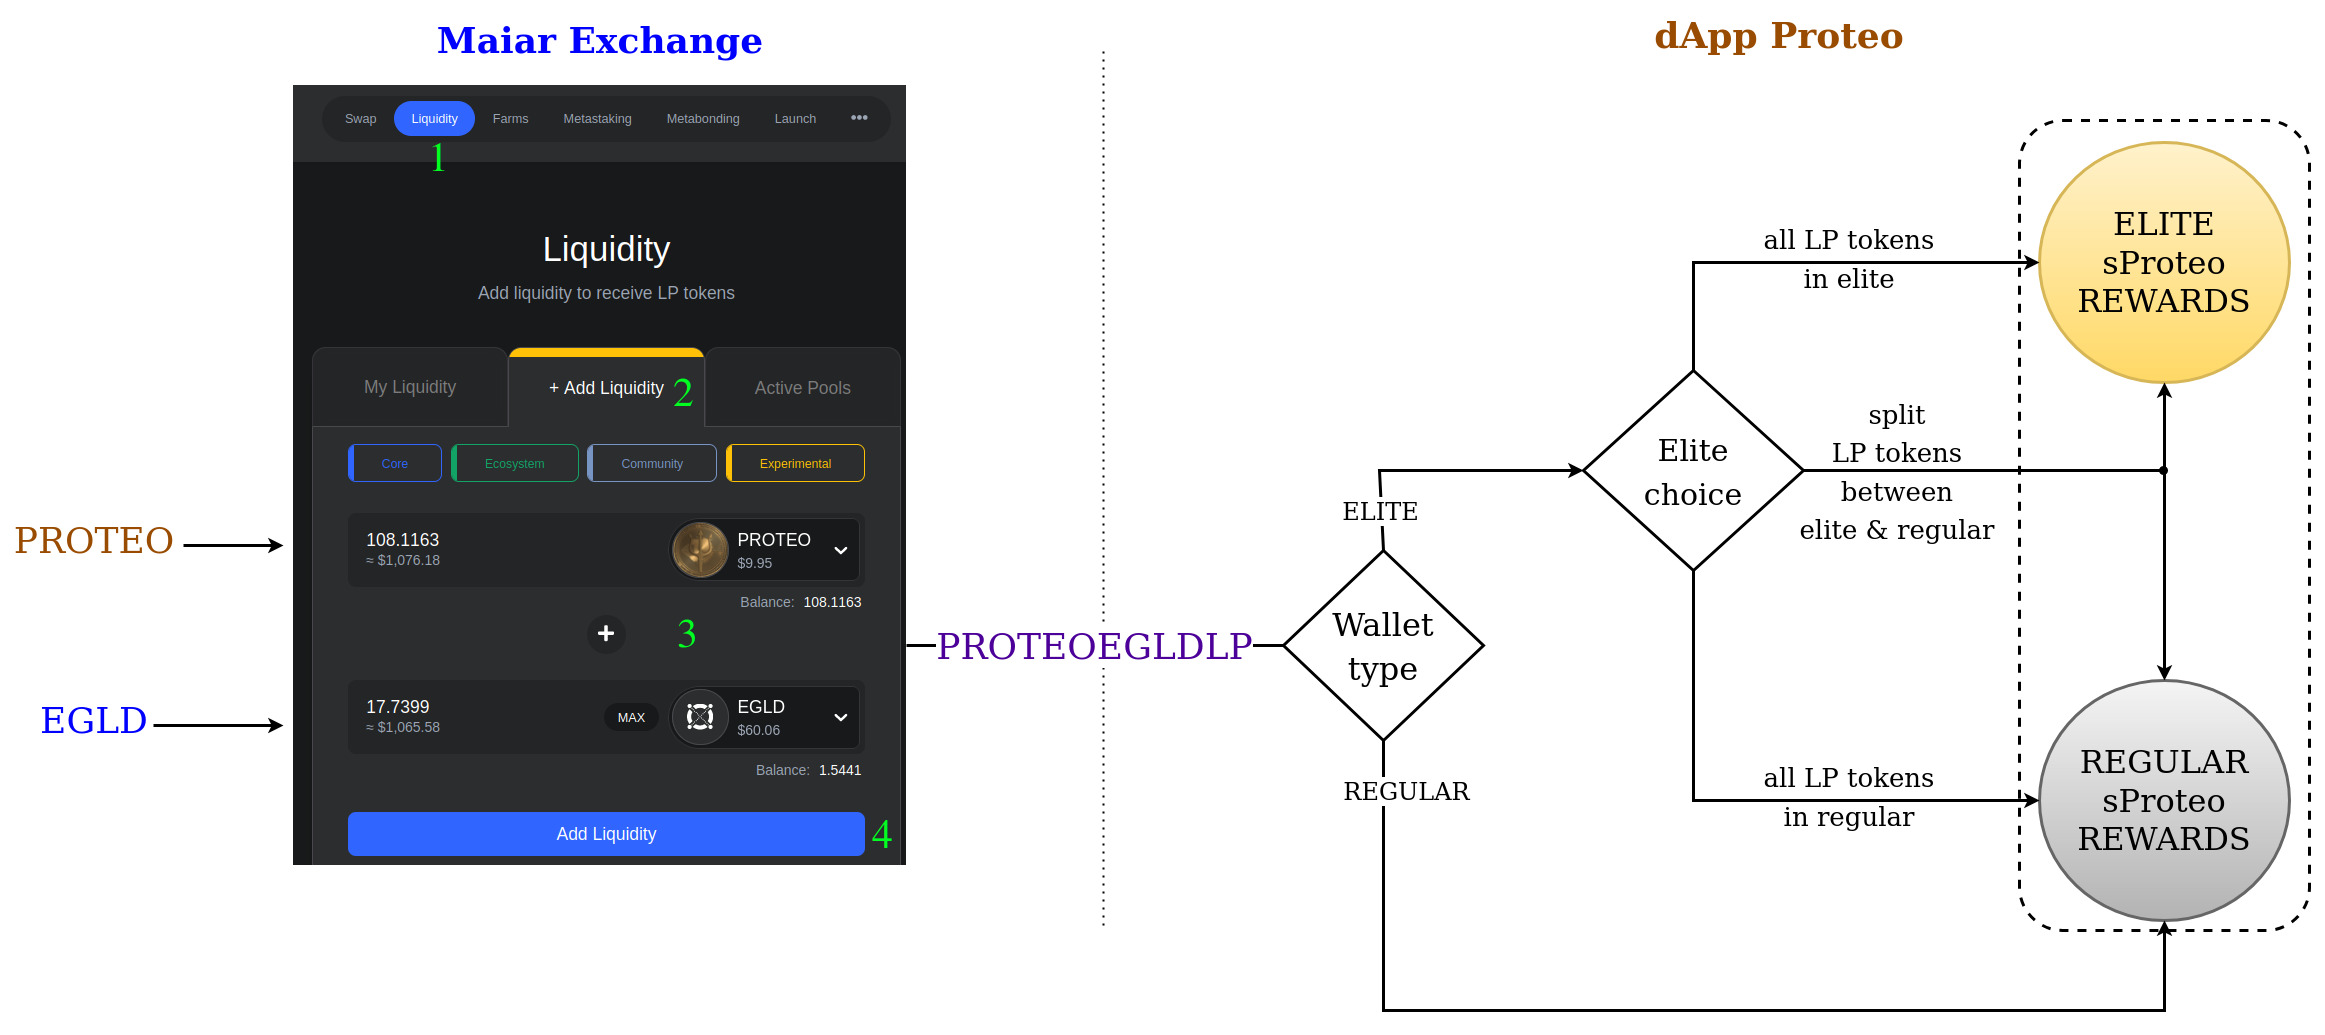 Maiar Exchange
dApp Proteo
Swap Liquidity Farms Metastaking Metabonding Launch •••
1
Liquidity
Add liquidity to receive LP tokens
My Liquidity
+ Add Liquidity 2
Active Pools
Core Ecosystem Community Experimental
PROTEO
108.1163
≈ $1,076.18
PROTEO
$9.95
Balance: 108.1163
+
3
EGLD
17.7399
≈ $1,065.58
MAX
EGLD
$60.06
Balance: 1.5441
Add Liquidity 4
PROTEOEGLDLP
Wallet
type
ELITE
REGULAR
Elite
choice
all LP tokens
in elite
split
LP tokens
between
elite & regular
all LP tokens
in regular
ELITE
sProteo
REWARDS
REGULAR
sProteo
REWARDS